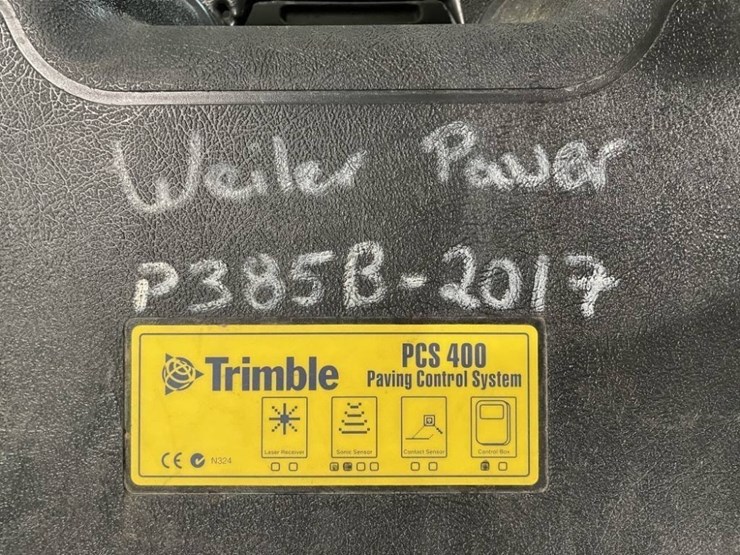 Weiler Paver
P385B-2017
Trimble
PCS 400
Paving Control System
Laser Receiver Sonic Sensor Contact Sensor Control Box
CE N324